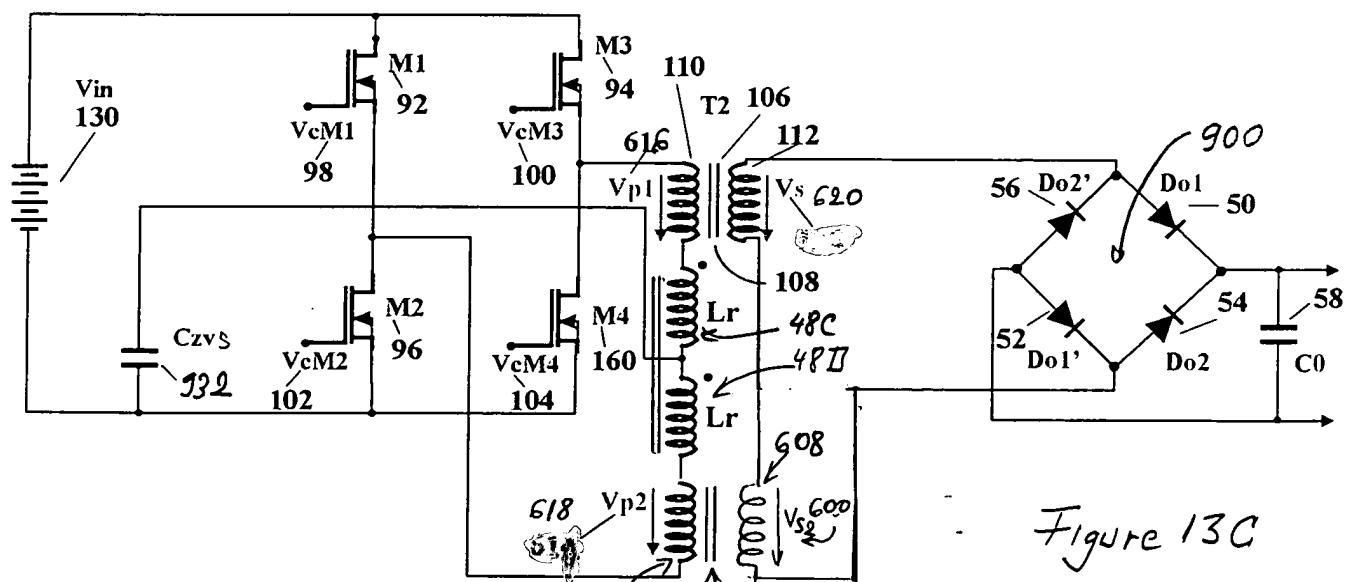 M1
92
M3
94
110
T2
106
Vin
130
VcM1
98
VcM3
100
616
Vp1
112
Vs
620
900
56
Do2'
Do1
50
108
Lr
48C
M2
96
M4
160
48D
Czvs
932
VcM2
102
VcM4
104
Lr
52
Do1'
54
Do2
58
C0
608
618
Vp2
Vs2
600
Figure 13C